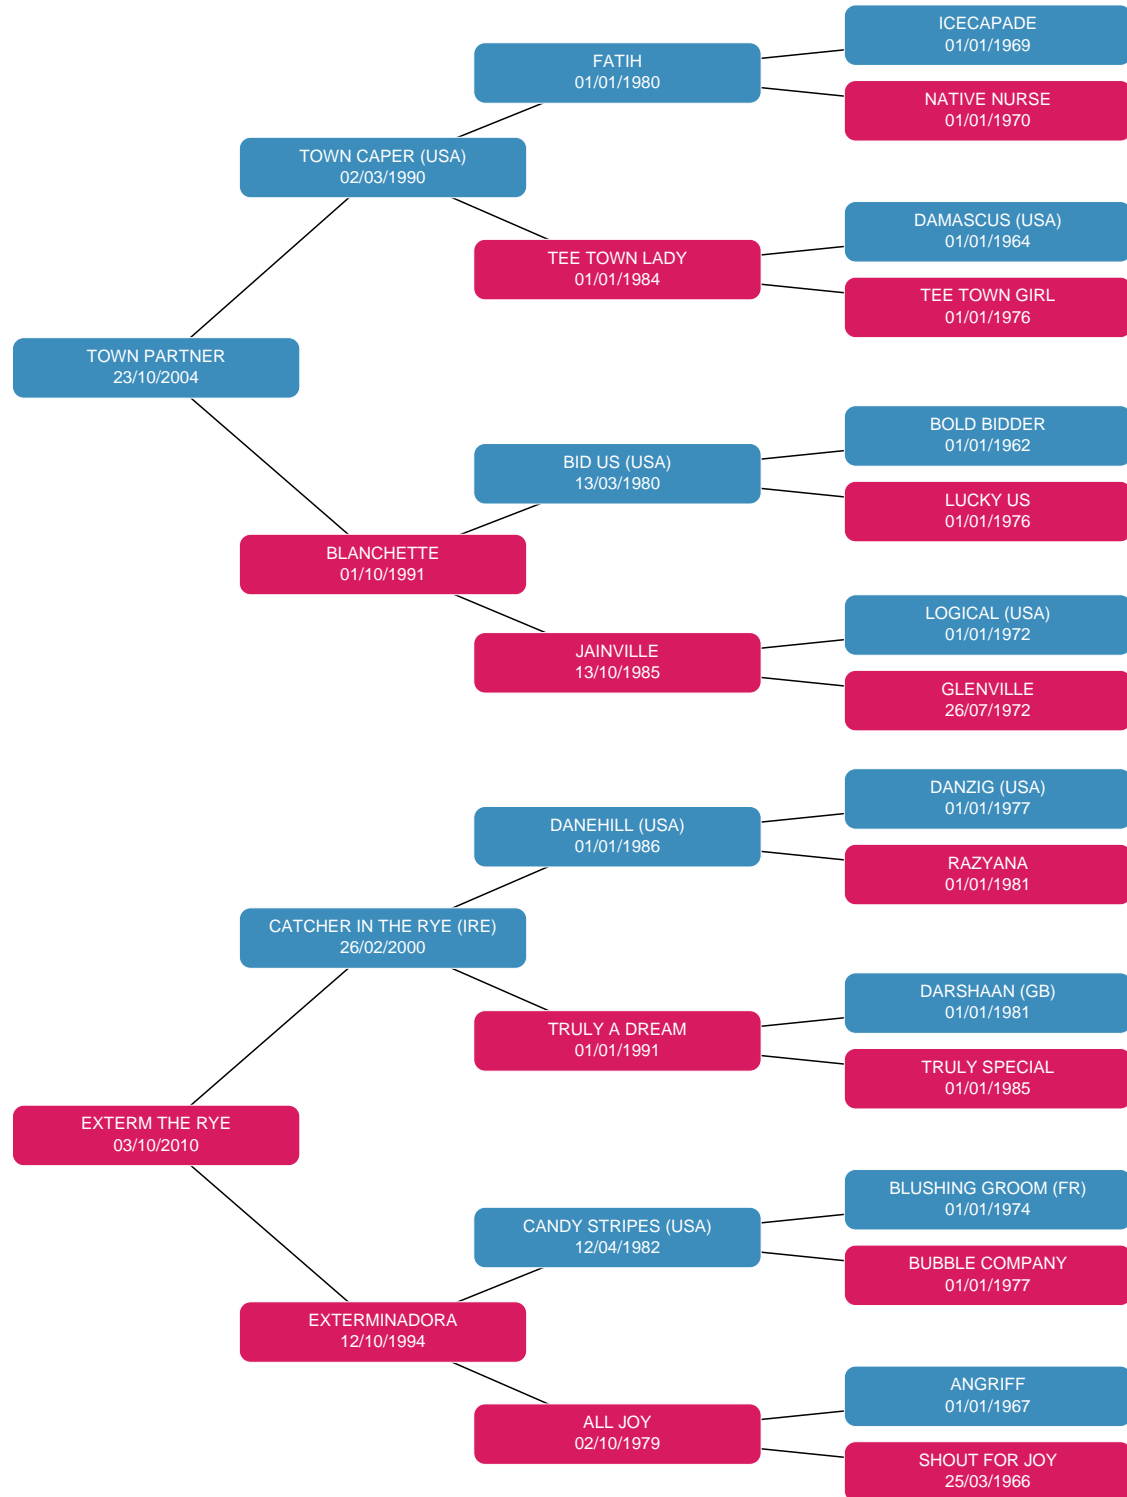 ICECAPADE
01/01/1969
FATIH
01/01/1980
NATIVE NURSE
01/01/1970
TOWN CAPER (USA)
02/03/1990
DAMASCUS (USA)
01/01/1964
TEE TOWN LADY
01/01/1984
TEE TOWN GIRL
01/01/1976
TOWN PARTNER
23/10/2004
BOLD BIDDER
01/01/1962
BID US (USA)
13/03/1980
LUCKY US
01/01/1976
BLANCHETTE
01/10/1991
LOGICAL (USA)
01/01/1972
JAINVILLE
13/10/1985
GLENVILLE
26/07/1972
DANZIG (USA)
01/01/1977
DANEHILL (USA)
01/01/1986
RAZYANA
01/01/1981
CATCHER IN THE RYE (IRE)
26/02/2000
DARSHAAN (GB)
01/01/1981
TRULY A DREAM
01/01/1991
TRULY SPECIAL
01/01/1985
EXTERM THE RYE
03/10/2010
BLUSHING GROOM (FR)
01/01/1974
CANDY STRIPES (USA)
12/04/1982
BUBBLE COMPANY
01/01/1977
EXTERMINADORA
12/10/1994
ANGRIFF
01/01/1967
ALL JOY
02/10/1979
SHOUT FOR JOY
25/03/1966